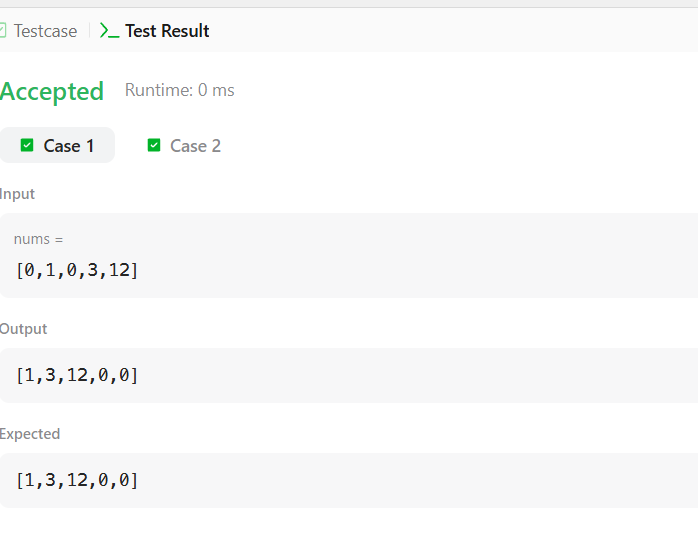 Testcase
Test Result
Accepted
Runtime: 0 ms
Case 1
Case 2
Input
nums =
[0,1,0,3,12]
Output
[1,3,12,0,0]
Expected
[1,3,12,0,0]